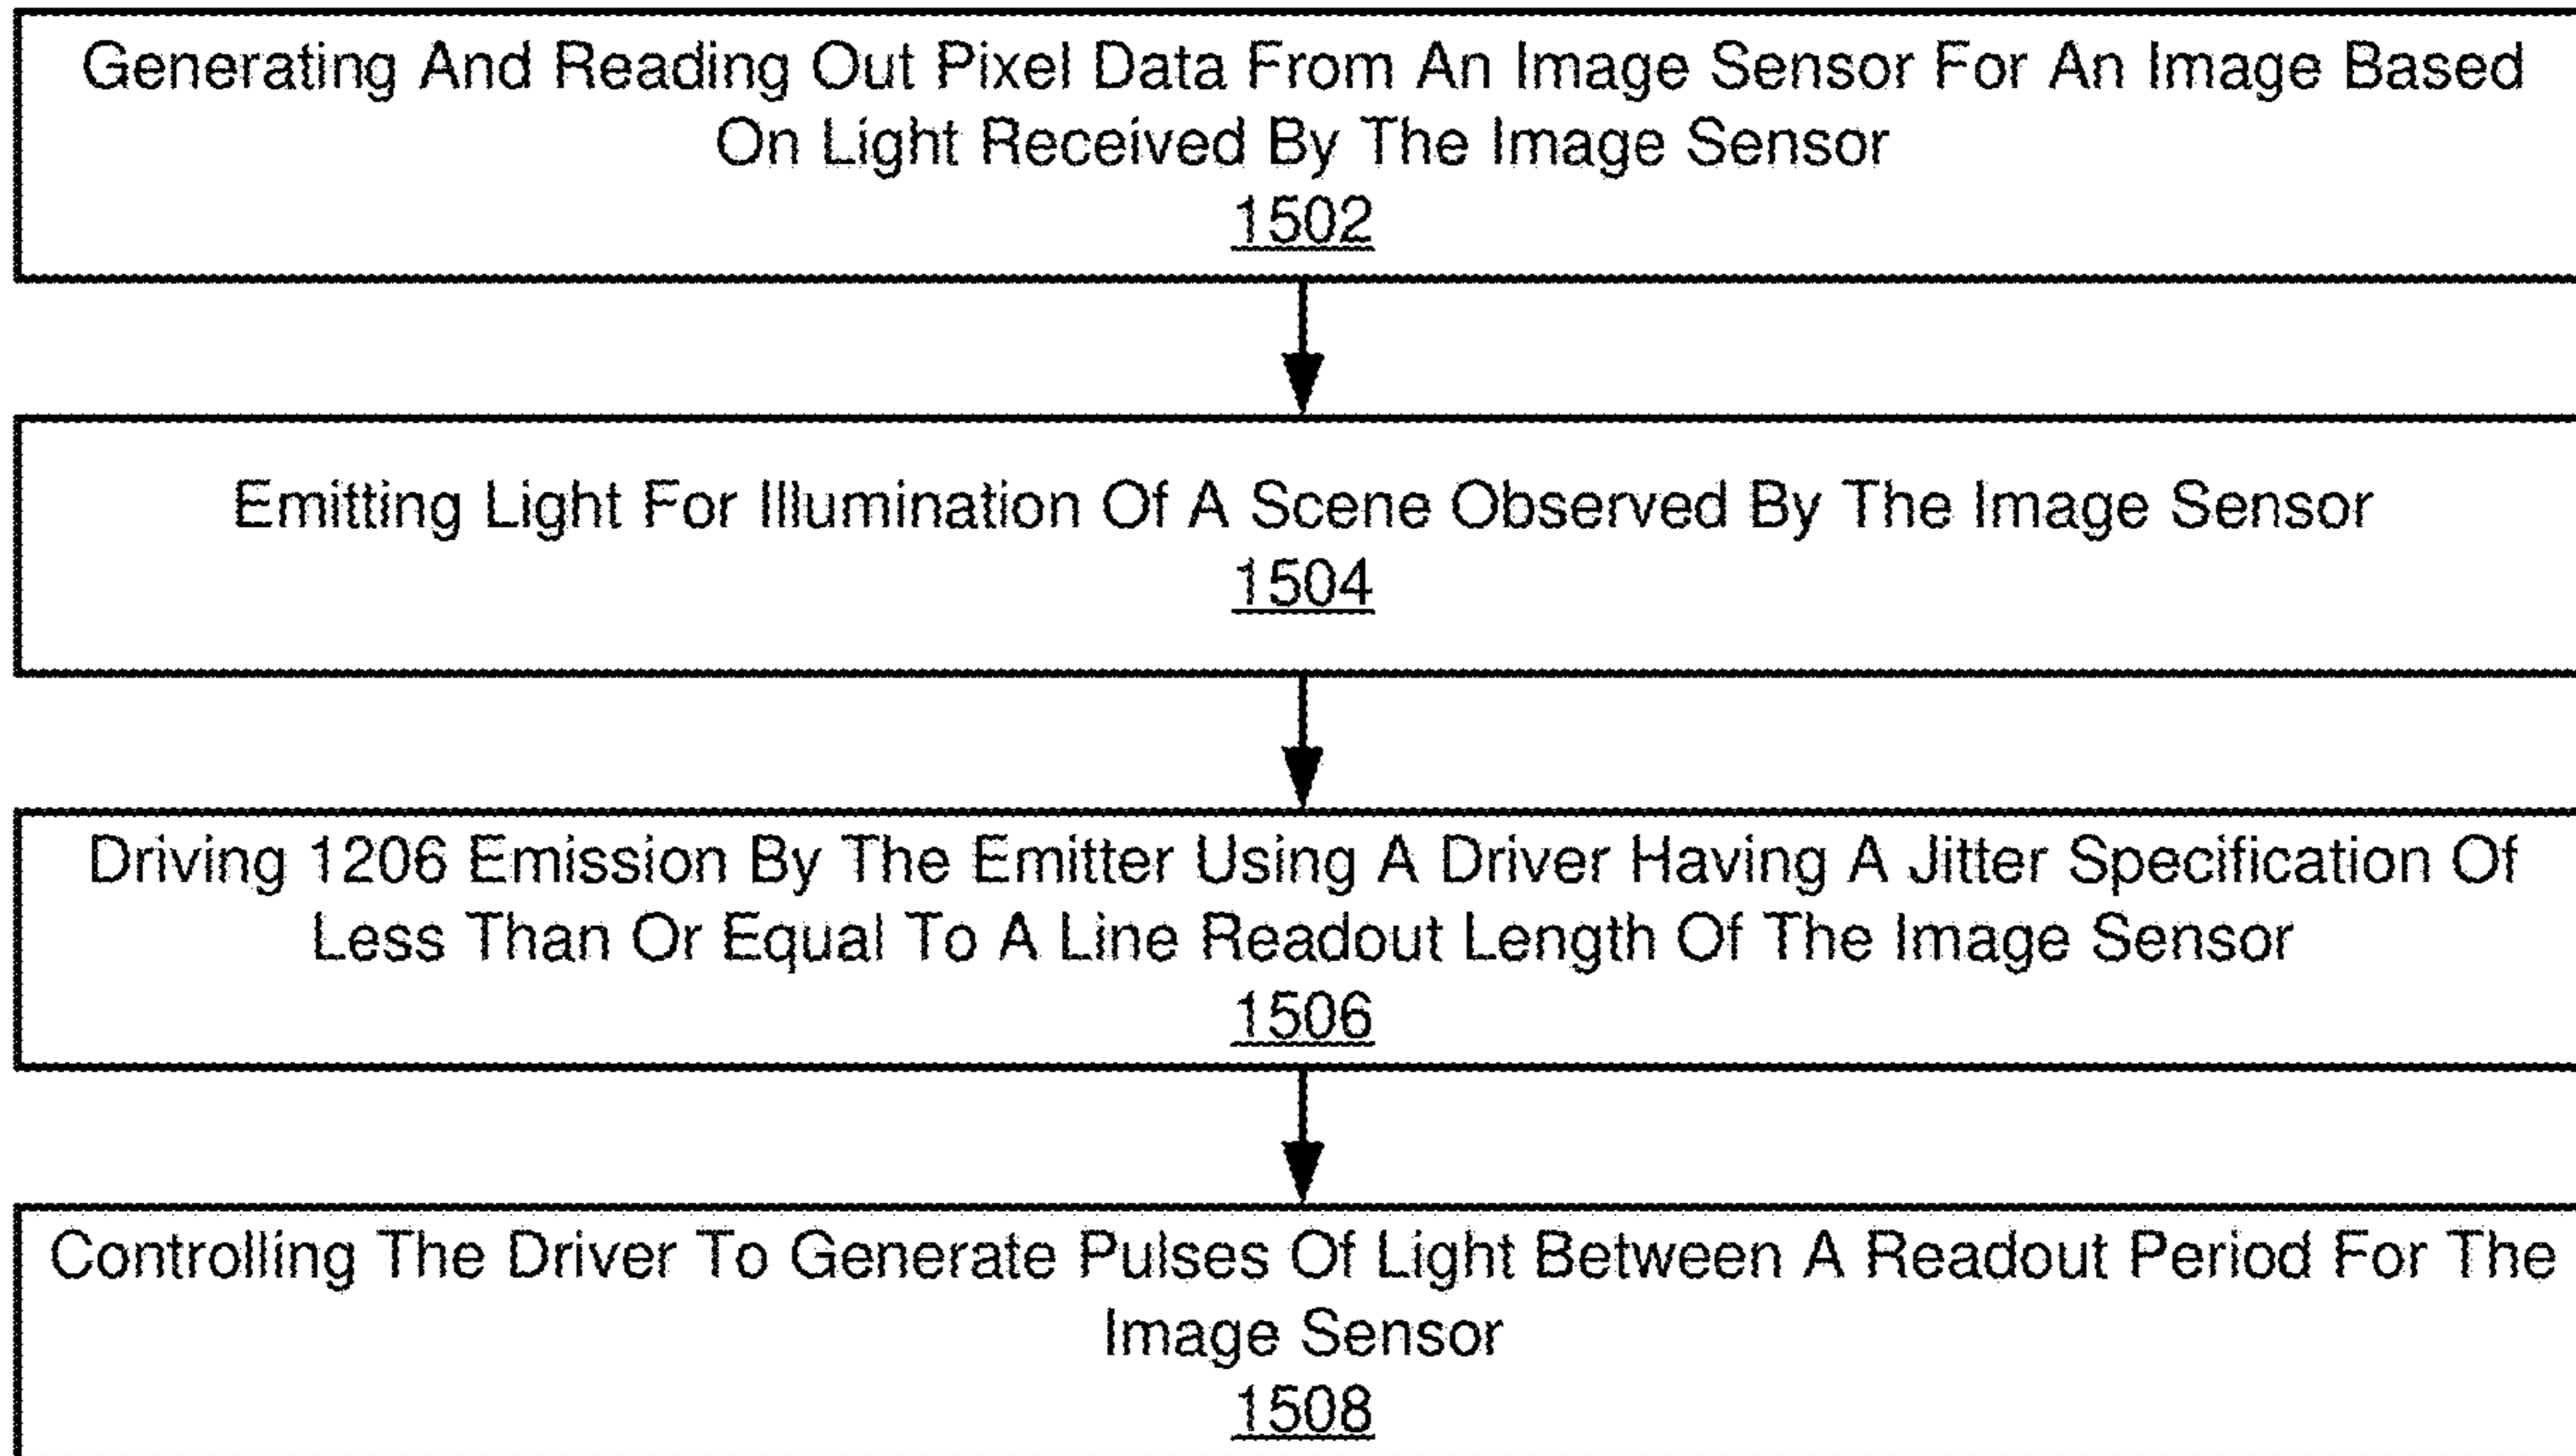 Generating And Reading Out Pixel Data From An Image Sensor For An Image Based
On Light Received By The Image Sensor
1502
Emitting Light For Illumination Of A Scene Observed By The Image Sensor
1504
Driving 1206 Emission By The Emitter Using A Driver Having A Jitter Specification Of
Less Than Or Equal To A Line Readout Length Of The Image Sensor
1506
Controlling The Driver To Generate Pulses Of Light Between A Readout Period For The
Image Sensor
1508